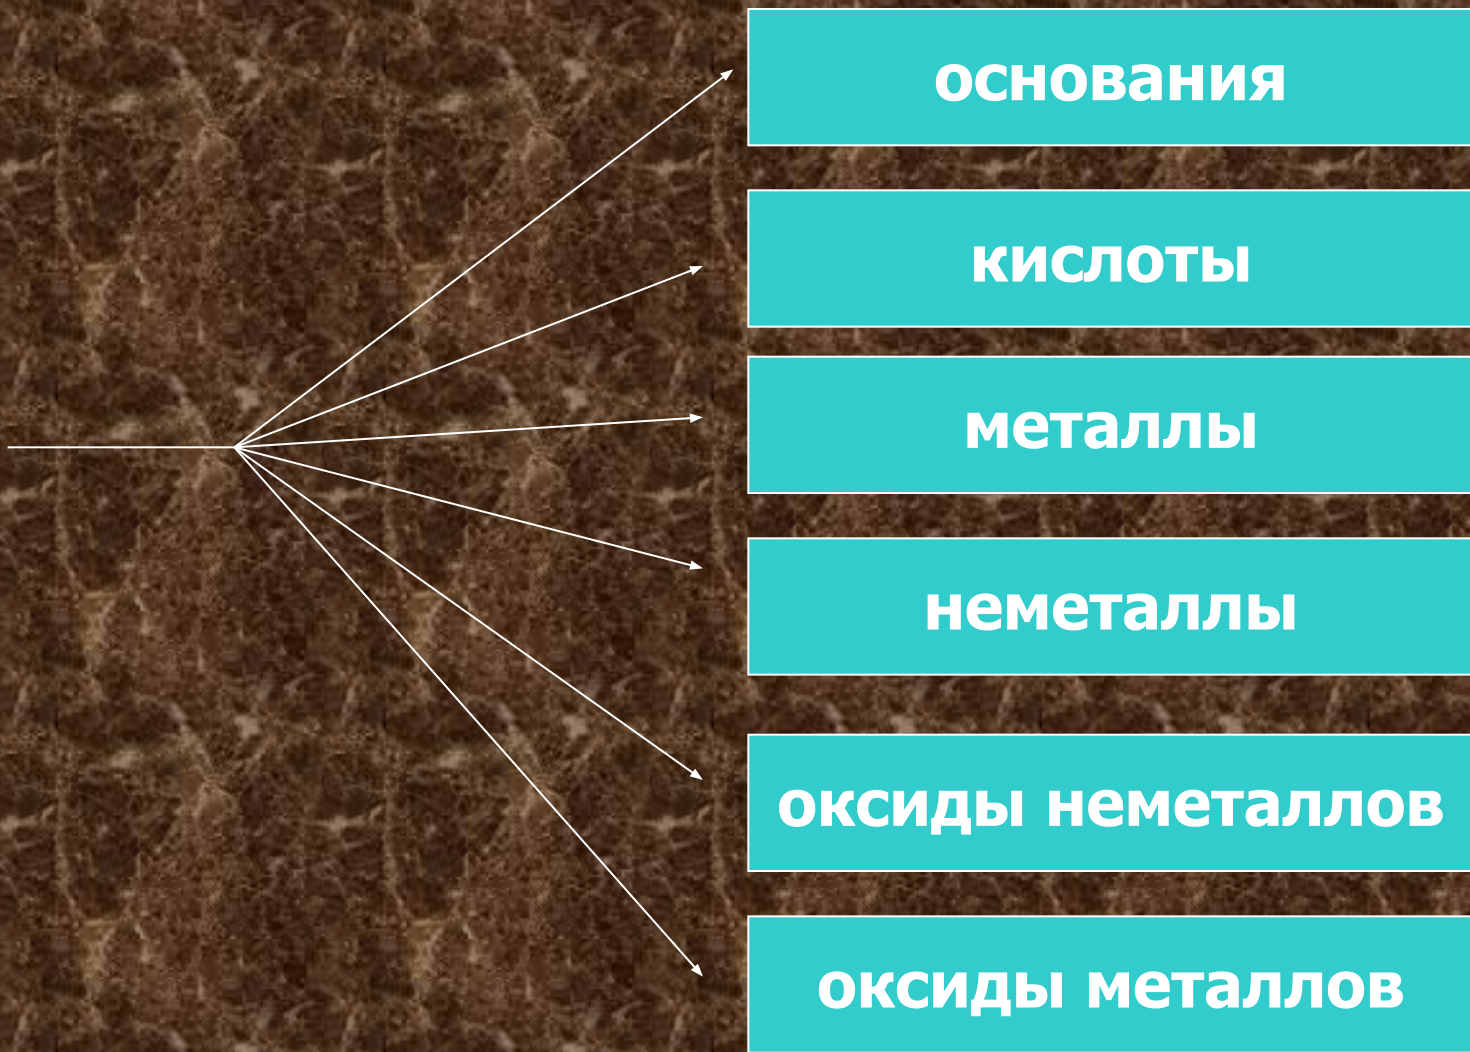 основания
кислоты
металлы
неметаллы
оксиды неметаллов
оксиды металлов